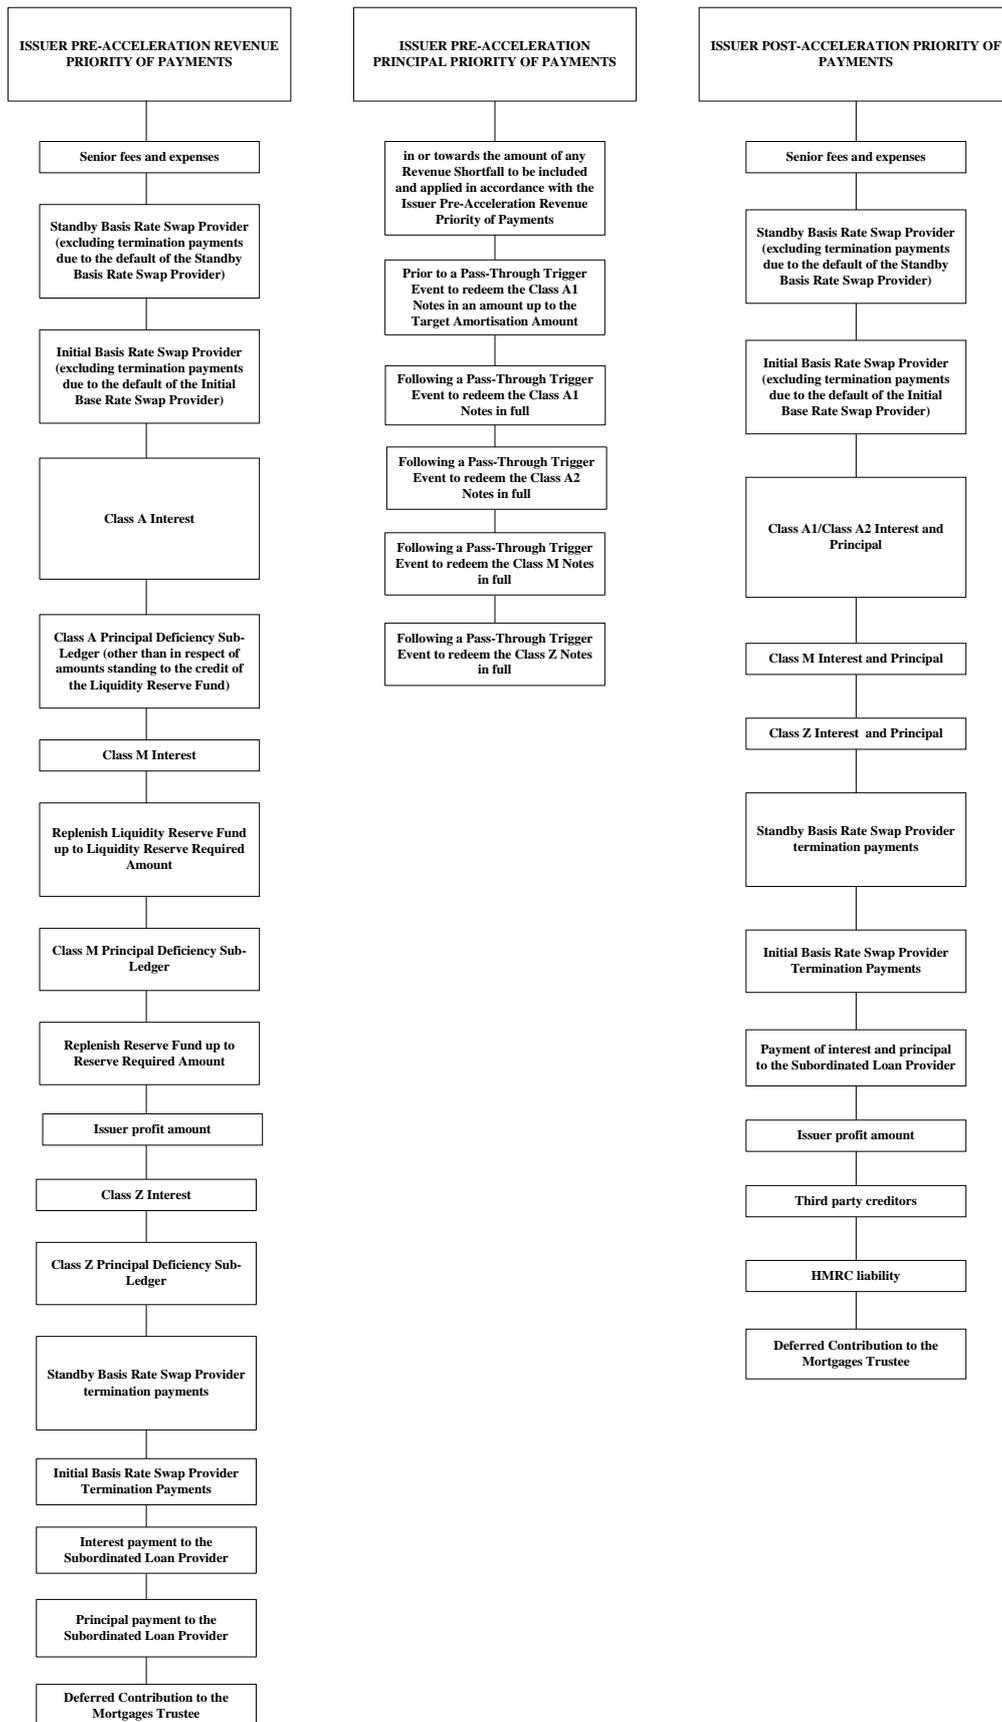 ISSUER PRE-ACCELERATION REVENUE
PRIORITY OF PAYMENTS
Senior fees and expenses
Standby Basis Rate Swap Provider
(excluding termination payments
due to the default of the Standby
Basis Rate Swap Provider)
Initial Basis Rate Swap Provider
(excluding termination payments
due to the default of the Initial
Base Rate Swap Provider)
Class A Interest
Class A Principal Deficiency Sub-
Ledger (other than in respect of
amounts standing to the credit of
the Liquidity Reserve Fund)
Class M Interest
Replenish Liquidity Reserve Fund
up to Liquidity Reserve Required
Amount
Class M Principal Deficiency Sub-
Ledger
Replenish Reserve Fund up to
Reserve Required Amount
Issuer profit amount
Class Z Interest
Class Z Principal Deficiency Sub-
Ledger
Standby Basis Rate Swap Provider
termination payments
Initial Basis Rate Swap Provider
Termination Payments
Interest payment to the
Subordinated Loan Provider
Principal payment to the
Subordinated Loan Provider
Deferred Contribution to the
Mortgages Trustee
ISSUER PRE-ACCELERATION
PRINCIPAL PRIORITY OF PAYMENTS
in or towards the amount of any
Revenue Shortfall to be included
and applied in accordance with the
Issuer Pre-Acceleration Revenue
Priority of Payments
Prior to a Pass-Through Trigger
Event to redeem the Class A1
Notes in an amount up to the
Target Amortisation Amount
Following a Pass-Through Trigger
Event to redeem the Class A1
Notes in full
Following a Pass-Through Trigger
Event to redeem the Class A2
Notes in full
Following a Pass-Through Trigger
Event to redeem the Class M Notes
in full
Following a Pass-Through Trigger
Event to redeem the Class Z Notes
in full
ISSUER POST-ACCELERATION PRIORITY OF
PAYMENTS
Senior fees and expenses
Standby Basis Rate Swap Provider
(excluding termination payments
due to the default of the Standby
Basis Rate Swap Provider)
Initial Basis Rate Swap Provider
(excluding termination payments
due to the default of the Initial
Base Rate Swap Provider)
Class A1/Class A2 Interest and
Principal
Class M Interest and Principal
Class Z Interest and Principal
Standby Basis Rate Swap Provider
termination payments
Initial Basis Rate Swap Provider
Termination Payments
Payment of interest and principal
to the Subordinated Loan Provider
Issuer profit amount
Third party creditors
HMRC liability
Deferred Contribution to the
Mortgages Trustee